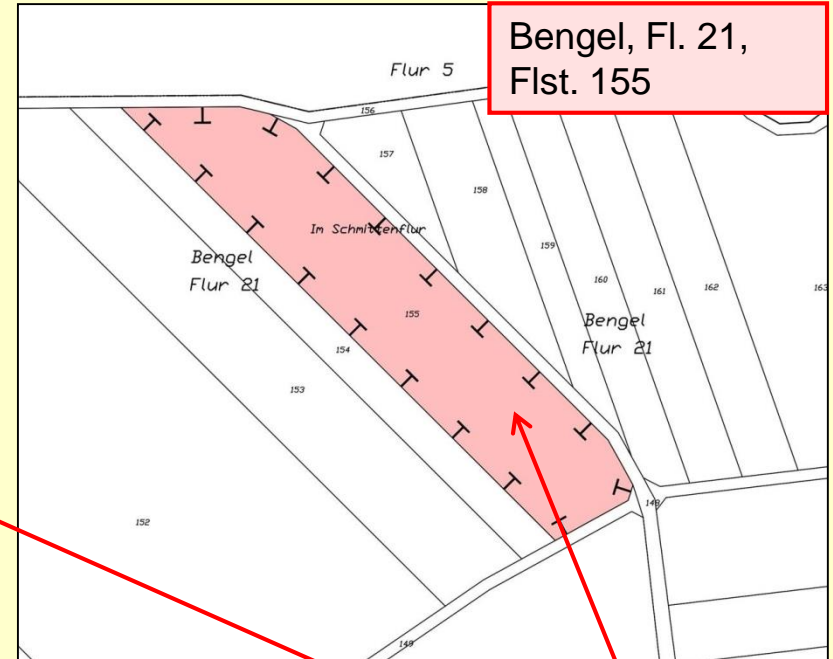 Bengel, Fl. 21,
Flst. 155
Flur 5
156
157
158
Im Schmittenflur
Bengel
Flur 21
159
160
161
162
163
155
154
153
Bengel
Flur 21
152
148
149